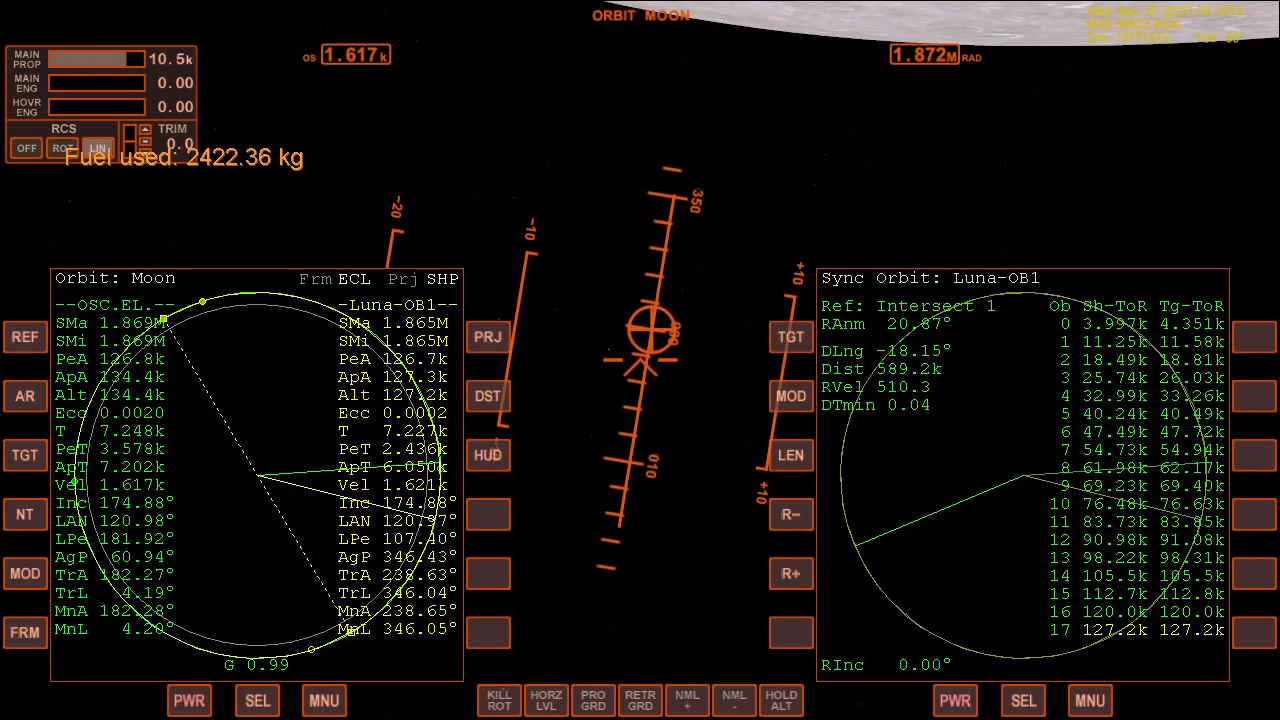 ORBIT MOON
OS 1.617k
1.872M RAD
MAIN PROP 10.5k
MAIN ENG 0.00
HOVR ENG 0.00
RCS TRIM
OFF ROT LIN 0.0
Fuel used: 2422.36 kg
-20
-10
350
+10
010
+10
Orbit: Moon Frm ECL Prj SHP
--OSC.EL.-- -Luna-OB1--
SMa 1.869M SMa 1.865M
SMi 1.869M SMi 1.865M
PeA 126.8k PeA 126.7k
ApA 134.4k ApA 127.3k
Alt 134.4k Alt 127.2k
Ecc 0.0020 Ecc 0.0002
T 7.248k T 7.227k
PeT 3.578k PeT 2.436k
ApT 7.202k ApT 6.050k
Vel 1.617k Vel 1.621k
Inc 174.88° Inc 174.88°
LAN 120.98° LAN 120.97°
LPe 181.92° LPe 107.40°
AgP 60.94° AgP 346.43°
TrA 182.27° TrA 238.63°
TrL 4.19° TrL 346.04°
MnA 182.28° MnA 238.65°
MnL 4.20° MnL 346.05°
G 0.99
REF
AR
TGT
NT
MOD
FRM
PRJ
DST
HUD
PWR SEL MNU
KILL ROT
HORZ LVL
PRO GRD
RETR GRD
NML +
NML -
HOLD ALT
Sync Orbit: Luna-OB1
Ref: Intersect 1
RAnm 20.87°
DLng -18.15°
Dist 589.2k
RVel 510.3
DTmin 0.04
Ob Sh-ToR Tg-ToR
0 3.997k 4.351k
1 11.25k 11.58k
2 18.49k 18.81k
3 25.74k 26.03k
4 32.99k 33.26k
5 40.24k 40.49k
6 47.49k 47.72k
7 54.73k 54.94k
8 61.98k 62.17k
9 69.23k 69.40k
10 76.48k 76.63k
11 83.73k 83.85k
12 90.98k 91.08k
13 98.22k 98.31k
14 105.5k 105.5k
15 112.7k 112.8k
16 120.0k 120.0k
17 127.2k 127.2k
RInc 0.00°
TGT
MOD
LEN
R-
R+
PWR SEL MNU